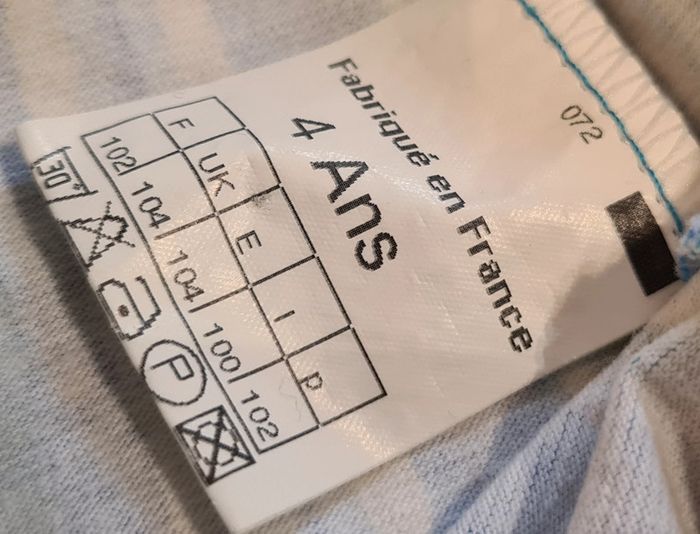 072
Fabriqué en France
4 Ans
F UK E I P
102 104 104 100 102
30° P